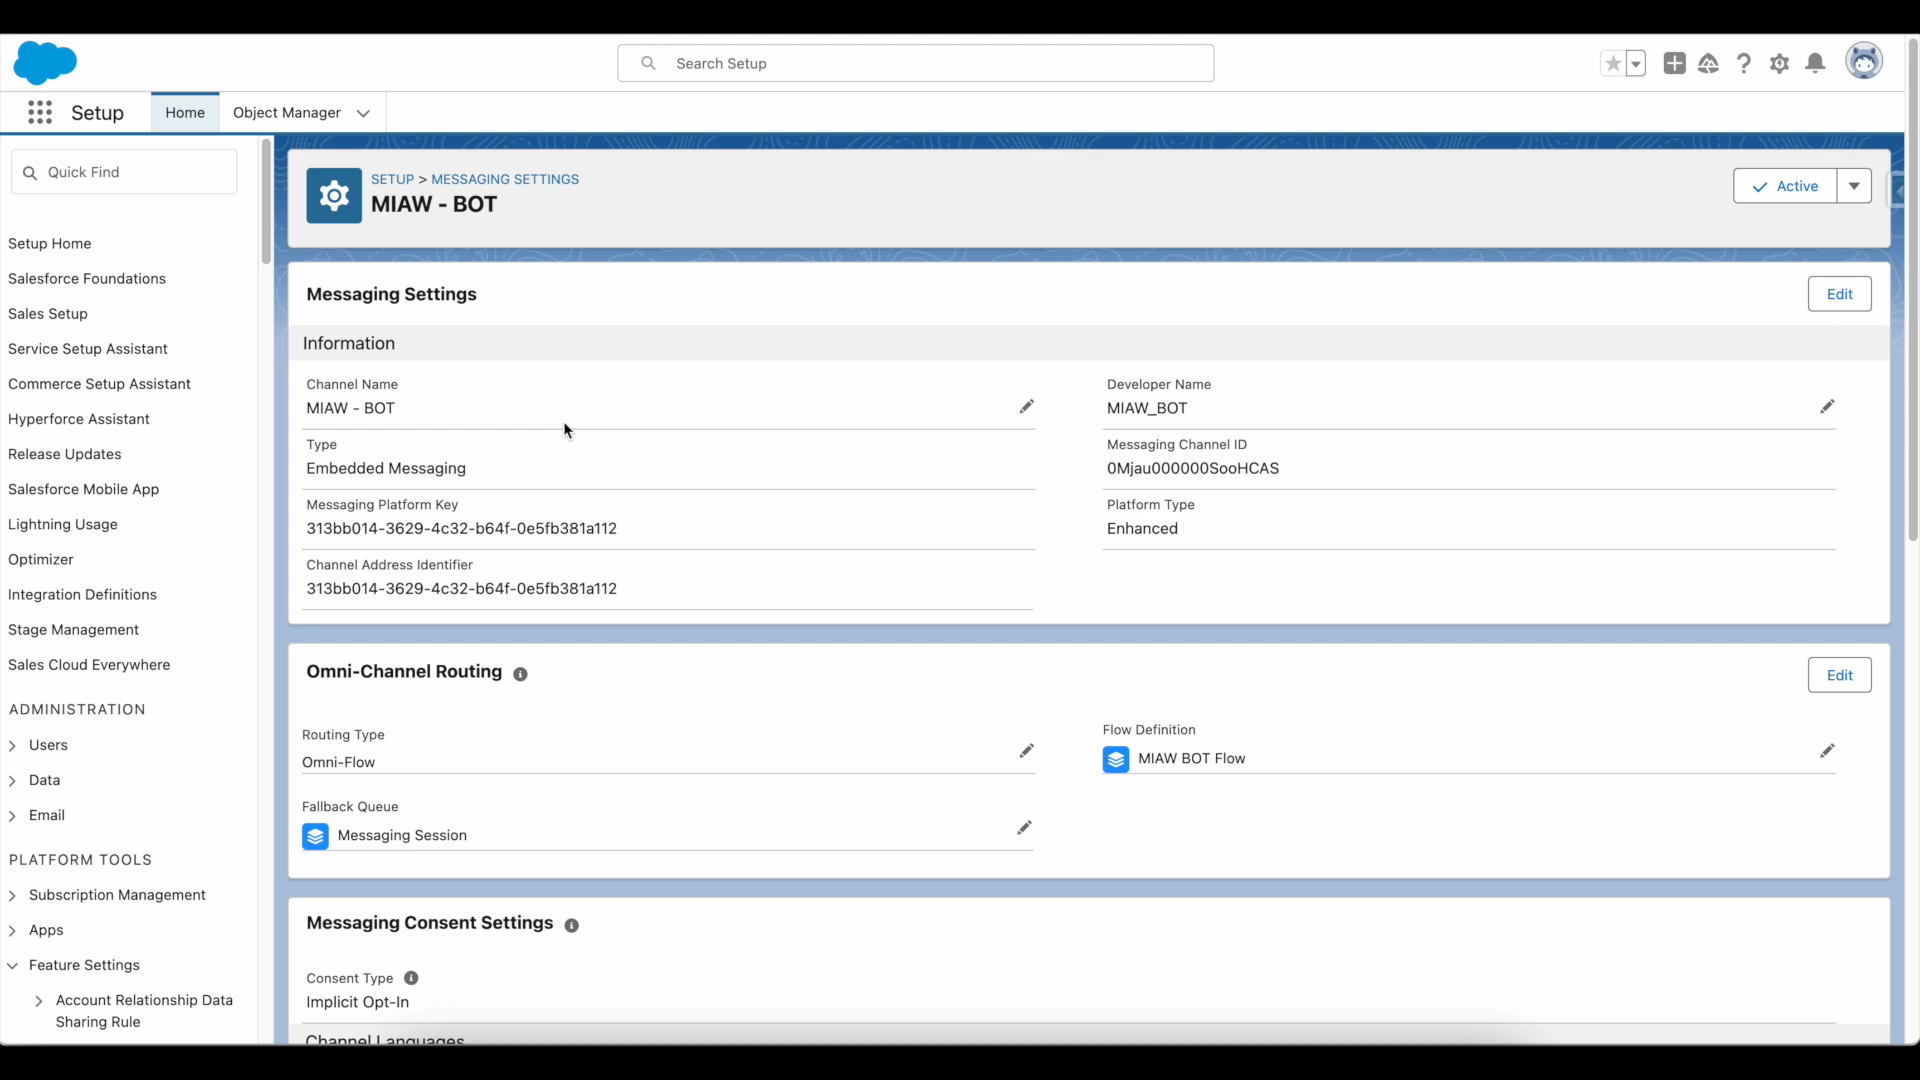 Search Setup
Setup
Home
Object Manager
Quick Find
Setup Home
Salesforce Foundations
Sales Setup
Service Setup Assistant
Commerce Setup Assistant
Hyperforce Assistant
Release Updates
Salesforce Mobile App
Lightning Usage
Optimizer
Integration Definitions
Stage Management
Sales Cloud Everywhere
ADMINISTRATION
Users
Data
Email
PLATFORM TOOLS
Subscription Management
Apps
Feature Settings
Account Relationship Data
Sharing Rule
SETUP > MESSAGING SETTINGS
MIAW - BOT
Active
Messaging Settings
Edit
Information
Channel Name
MIAW - BOT
Developer Name
MIAW_BOT
Type
Embedded Messaging
Messaging Channel ID
0Mjau000000SooHCAS
Messaging Platform Key
313bb014-3629-4c32-b64f-0e5fb381a112
Platform Type
Enhanced
Channel Address Identifier
313bb014-3629-4c32-b64f-0e5fb381a112
Omni-Channel Routing
Edit
Routing Type
Omni-Flow
Flow Definition
MIAW BOT Flow
Fallback Queue
Messaging Session
Messaging Consent Settings
Consent Type
Implicit Opt-In
Channel Languages